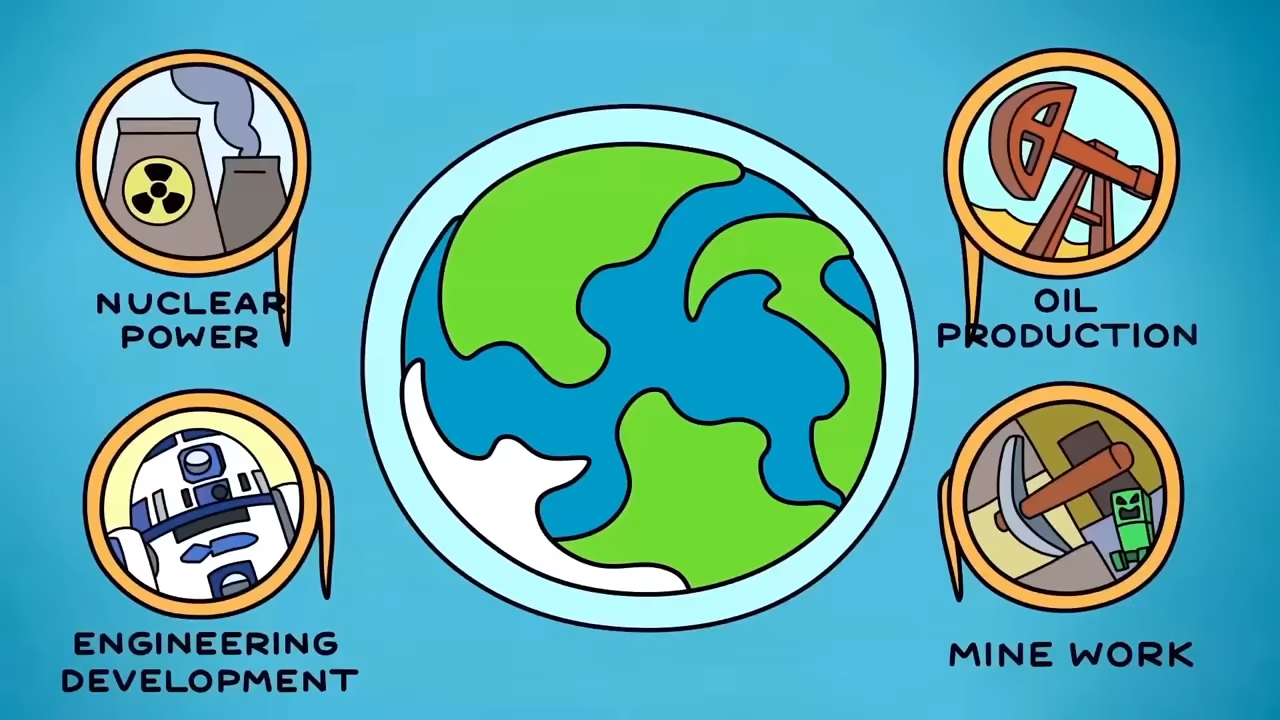 NUCLEAR
POWER
OIL
PRODUCTION
ENGINEERING
DEVELOPMENT
MINE WORK